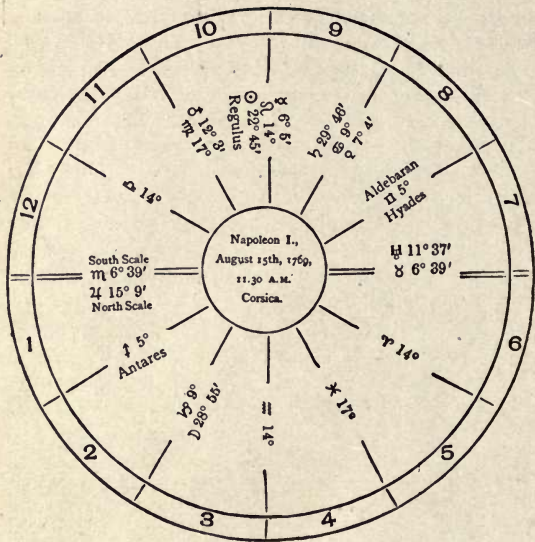 10
9
11
8
12
7
1
6
2
5
3
4
☿ 6° 5′
♌ 14°
☉ 22° 45′
Regulus
♂ 12° 3′
♍ 17°
♄ 29° 46′
♋ 9°
♀ 7° 4′
Aldebaran
♊ 5°
Hyades
♎ 14°
Napoleon I.,
August 15th, 1769,
11.30 A.M.
Corsica.
South Scale
♏ 6° 39′
♃ 15° 9′
North Scale
♅ 11° 37′
♉ 6° 39′
♐ 5°
Antares
♈ 14°
♑ 9°
☽ 28° 55′
♒ 14°
♓ 17°